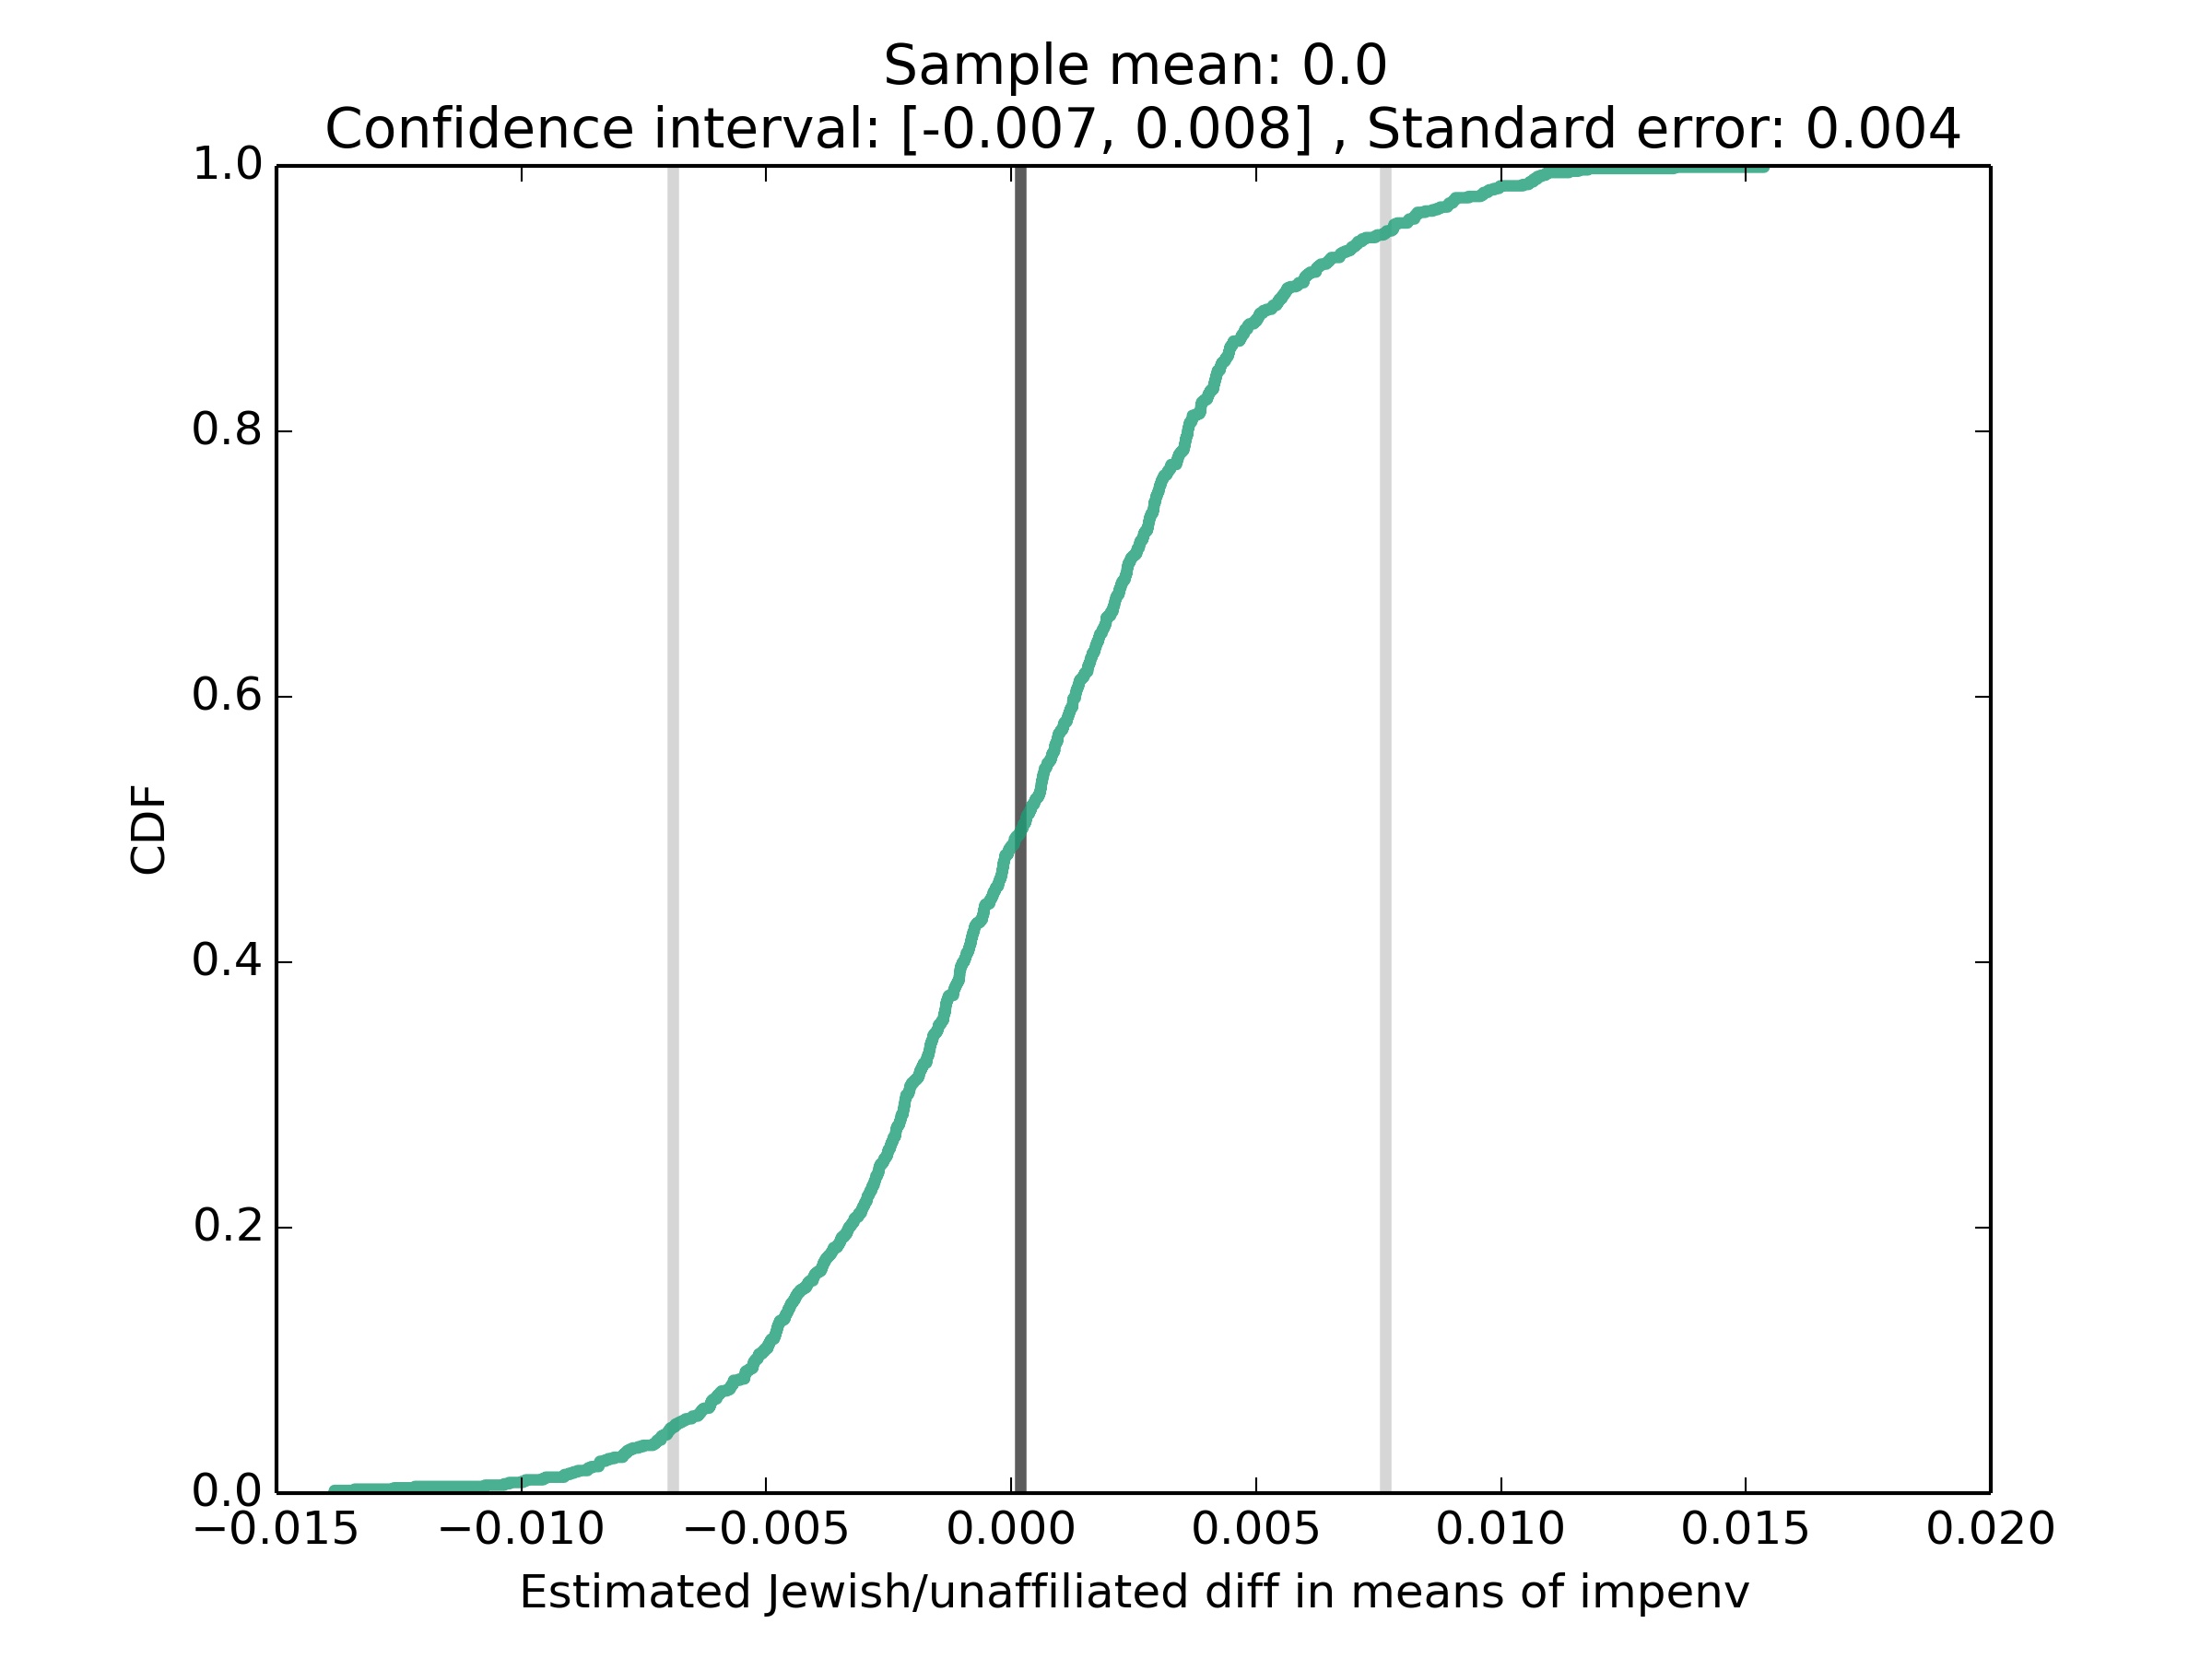 Sample mean: 0.0
Confidence interval: [-0.007, 0.008] , Standard error: 0.004
1.0
0.8
0.6
0.4
0.2
0.0
CDF
−0.015 −0.010 −0.005 0.000 0.005 0.010 0.015 0.020
Estimated Jewish/unaffiliated diff in means of impenv